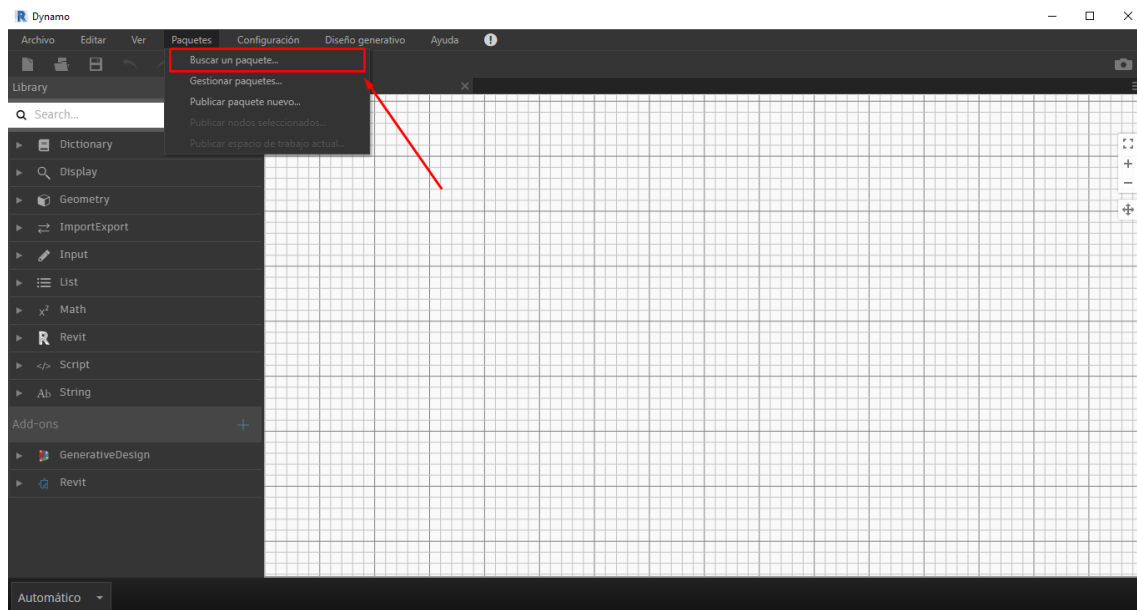 Dynamo
Archivo Editar Ver Paquetes Configuración Diseño generativo Ayuda
Buscar un paquete...
Gestionar paquetes...
Publicar paquete nuevo...
Publicar nodos seleccionados...
Publicar espacio de trabajo actual...
Library
Search...
Dictionary
Display
Geometry
ImportExport
Input
List
Math
Revit
Script
String
Add-ons
GenerativeDesign
Revit
Automático